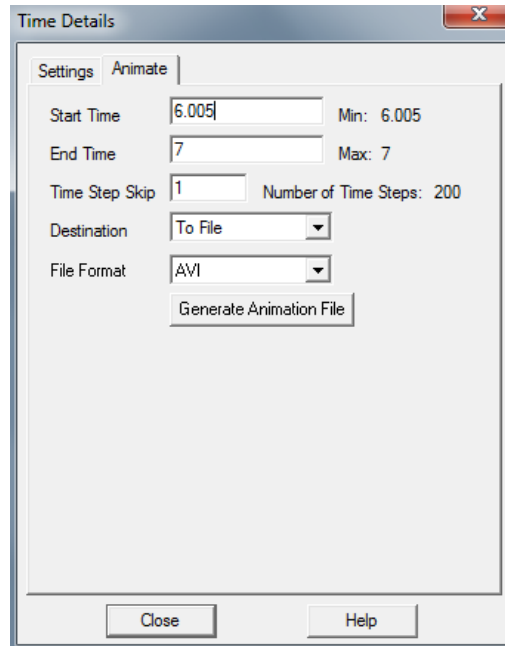 Time Details
Settings Animate
Start Time 6.005 Min: 6.005
End Time 7 Max: 7
Time Step Skip 1 Number of Time Steps: 200
Destination To File
File Format AVI
Generate Animation File
Close Help